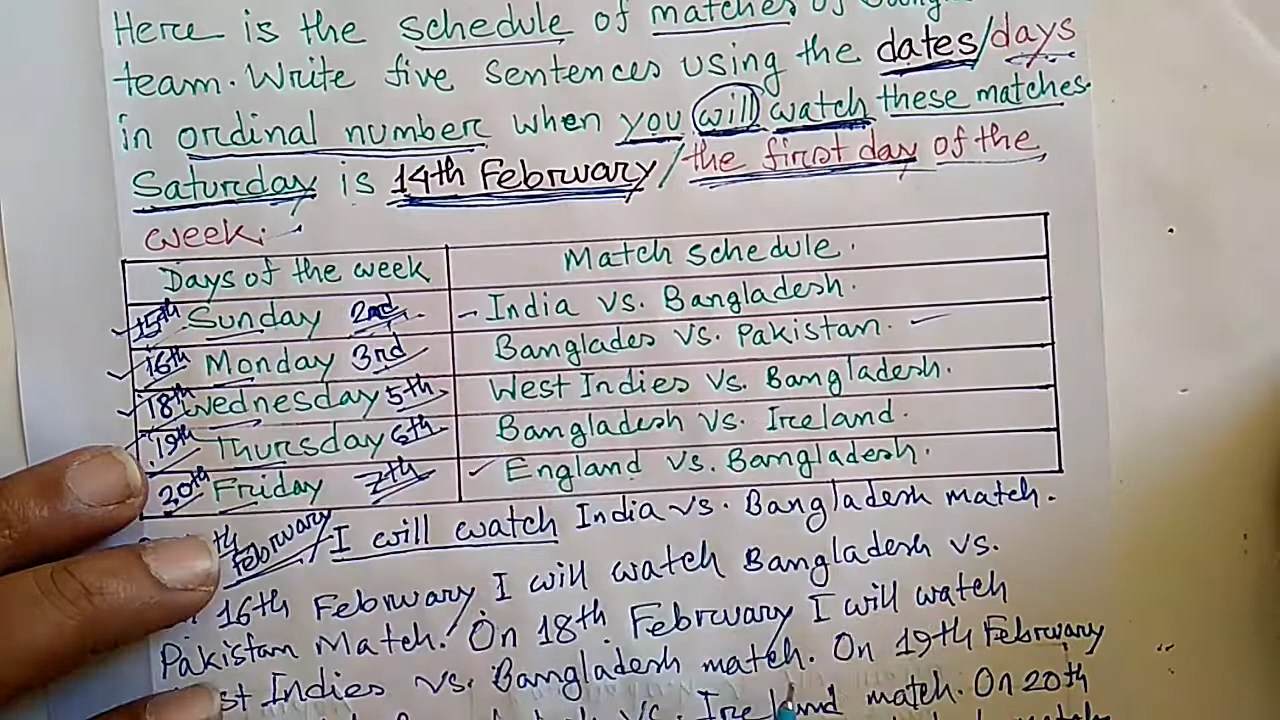 Here is the schedule of matches of
team. Write five sentences using the dates/days
in ordinal number when you will watch these matches.
Saturday is 14th February/the first day of the
week.
Days of the week Match schedule.
15th Sunday 2nd India vs. Bangladesh.
16th Monday 3rd Banglades vs. Pakistan.
18th Wednesday 5th West Indies vs. Bangladesh.
19th Thursday 6th Bangladesh vs. Ireland.
20th Friday 7th England vs. Bangladesh.
February I will watch India vs. Bangladesh match.
16th February I will watch Bangladesh vs.
Pakistan Match. On 18th February I will watch
st Indies vs. Bangladesh match. On 19th February
vs. Ireland match. On 20th